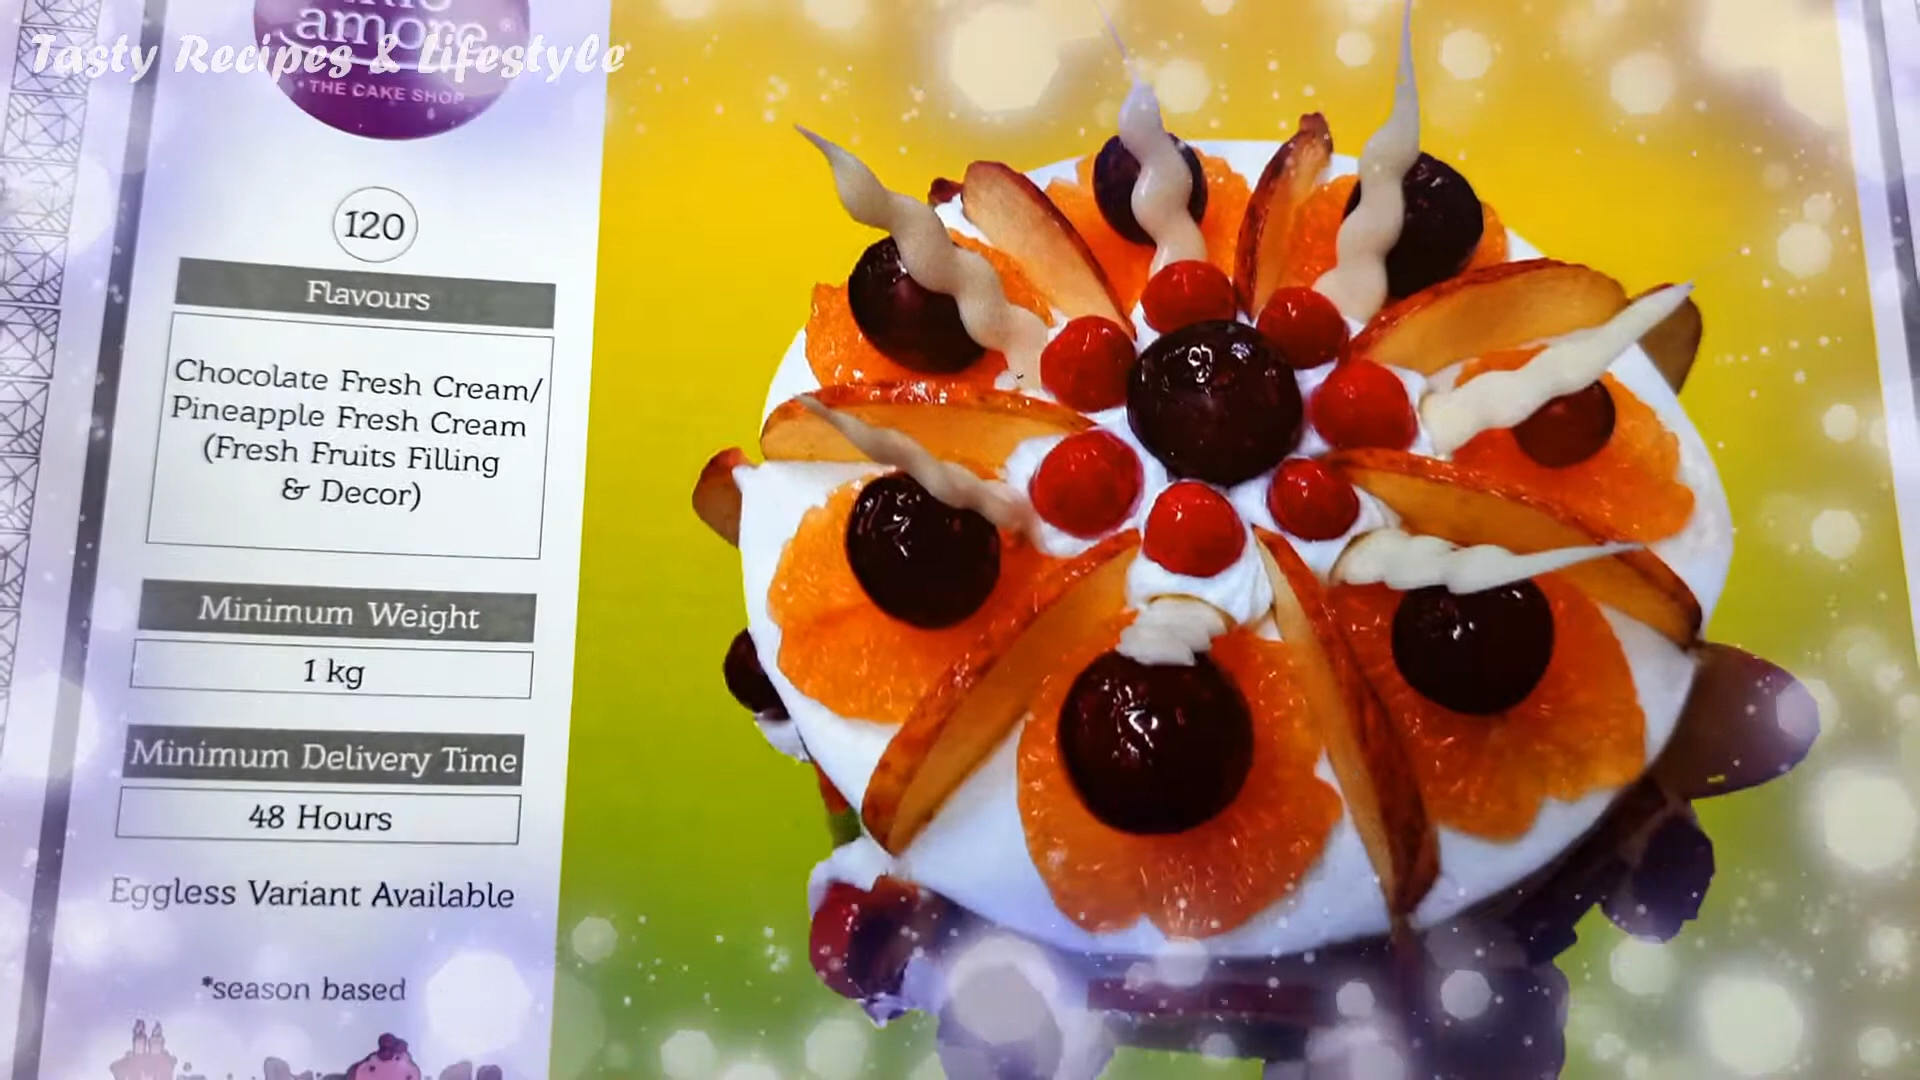 amore
Tasty Recipes & Lifestyle
• THE CAKE SHOP
120
Flavours
Chocolate Fresh Cream/
Pineapple Fresh Cream
(Fresh Fruits Filling
& Decor)
Minimum Weight
1 kg
Minimum Delivery Time
48 Hours
Eggless Variant Available
*season based